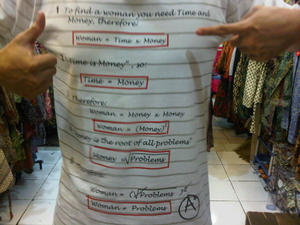 1 To find a woman you need Time and
Money, therefore:
Woman = Time x Money
"time is Money", so:
Time = Money
Therefore:
Woman = Money x Money
Woman = (Money)²
"money is the root of all problems"
Money = √Problems
Woman = (√Problems)²
Woman = Problems
A